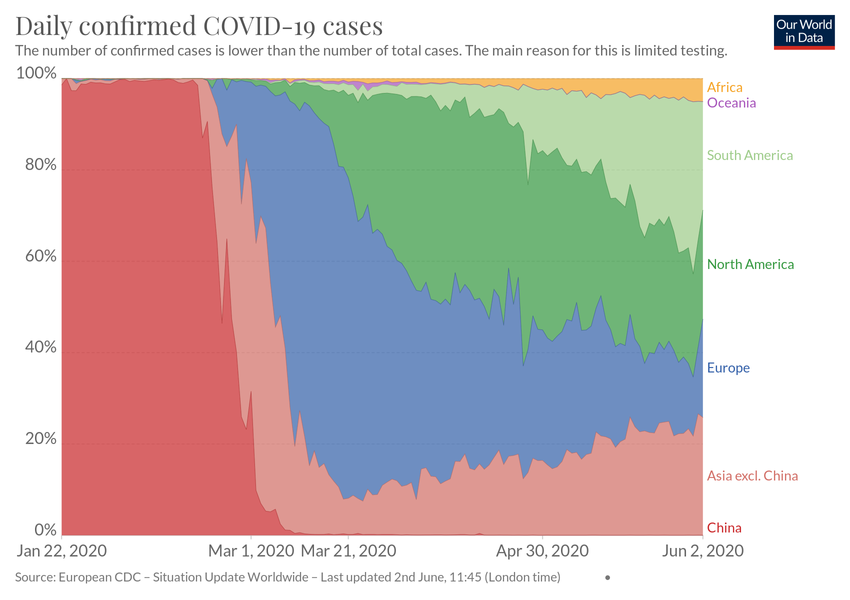 Daily confirmed COVID-19 cases
Our World
in Data
The number of confirmed cases is lower than the number of total cases. The main reason for this is limited testing.
100%
80%
60%
40%
20%
0%
Africa
Oceania
South America
North America
Europe
Asia excl. China
China
Jan 22, 2020
Mar 1, 2020
Mar 21, 2020
Apr 30, 2020
Jun 2, 2020
Source: European CDC – Situation Update Worldwide – Last updated 2nd June, 11:45 (London time)